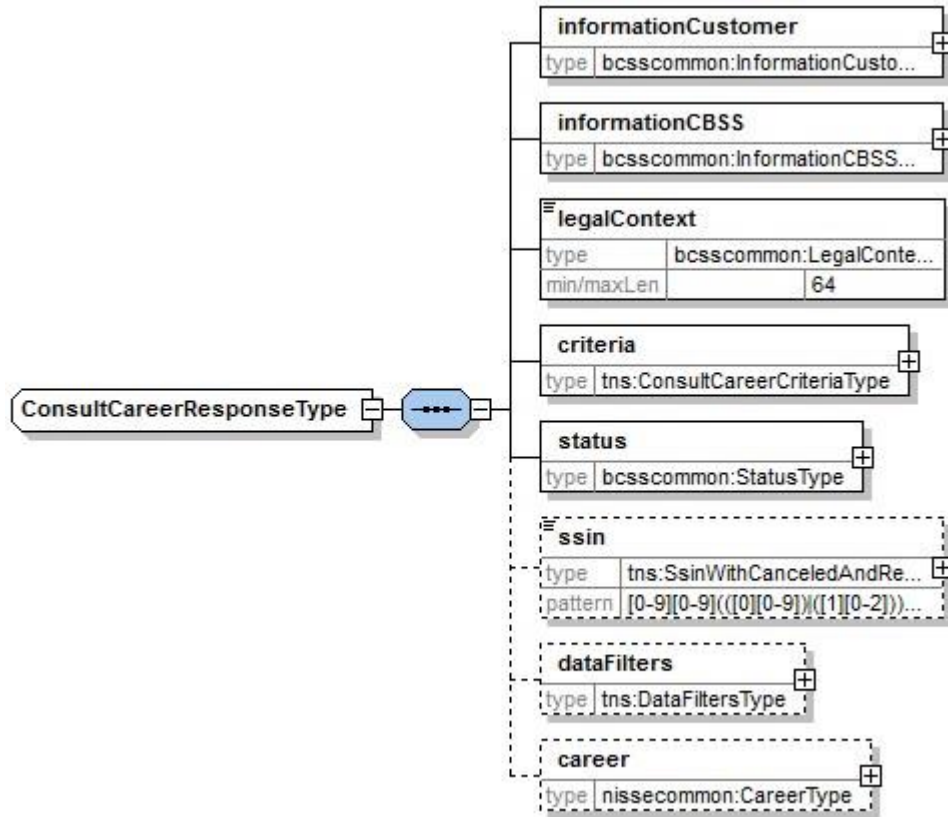 informationCustomer
type bcsscommon:InformationCusto...
informationCBSS
type bcsscommon:InformationCBSS...
legalContext
type bcsscommon:LegalConte...
min/maxLen 64
criteria
type tns:ConsultCareerCriteriaType
ConsultCareerResponseType
status
type bcsscommon:StatusType
ssin
type tns:SsinWithCanceledAndRe...
pattern [0-9][0-9](([0][0-9])|([1][0-2]))...
dataFilters
type tns:DataFiltersType
career
type nissecommon:CareerType